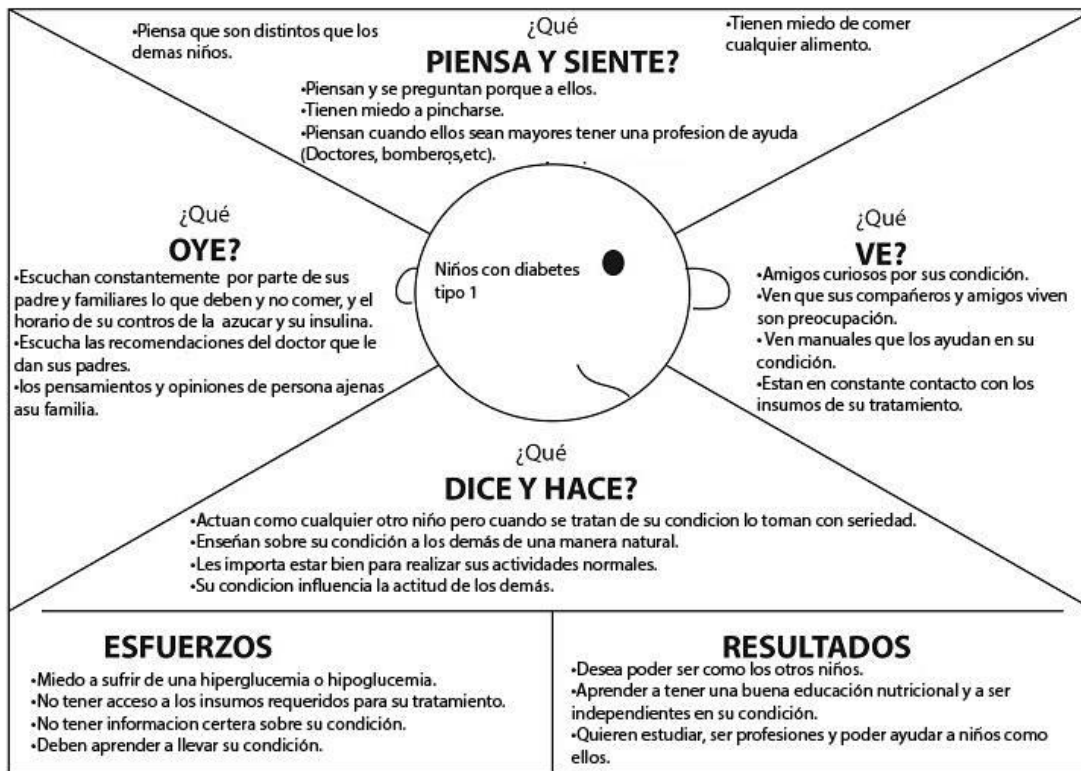 •Piensa que son distintos que los
demas niños.
¿Qué
PIENSA Y SIENTE?
•Tienen miedo de comer
cualquier alimento.
•Piensan y se preguntan porque a ellos.
•Tienen miedo a pincharse.
•Piensan cuando ellos sean mayores tener una profesion de ayuda
(Doctores, bomberos,etc).
¿Qué
OYE?
•Escuchan constantemente por parte de sus
padre y familiares lo que deben y no comer, y el
horario de su contros de la azucar y su insulina.
•Escucha las recomendaciones del doctor que le
dan sus padres.
•los pensamientos y opiniones de persona ajenas
asu familia.
Niños con diabetes
tipo 1
¿Qué
VE?
•Amigos curiosos por sus condición.
•Ven que sus compañeros y amigos viven
son preocupación.
• Ven manuales que los ayudan en su
condición.
•Estan en constante contacto con los
insumos de su tratamiento.
¿Qué
DICE Y HACE?
•Actuan como cualquier otro niño pero cuando se tratan de su condicion lo toman con seriedad.
•Enseñan sobre su condición a los demás de una manera natural.
•Les importa estar bien para realizar sus actividades normales.
•Su condicion influencia la actitud de los demás.
ESFUERZOS
•Miedo a sufrir de una hiperglucemia o hipoglucemia.
•No tener acceso a los insumos requeridos para su tratamiento.
•No tener informacion certera sobre su condición.
•Deben aprender a llevar su condición.
RESULTADOS
•Desea poder ser como los otros niños.
•Aprender a tener una buena educación nutricional y a ser
independientes en su condición.
•Quieren estudiar, ser profesiones y poder ayudar a niños como
ellos.